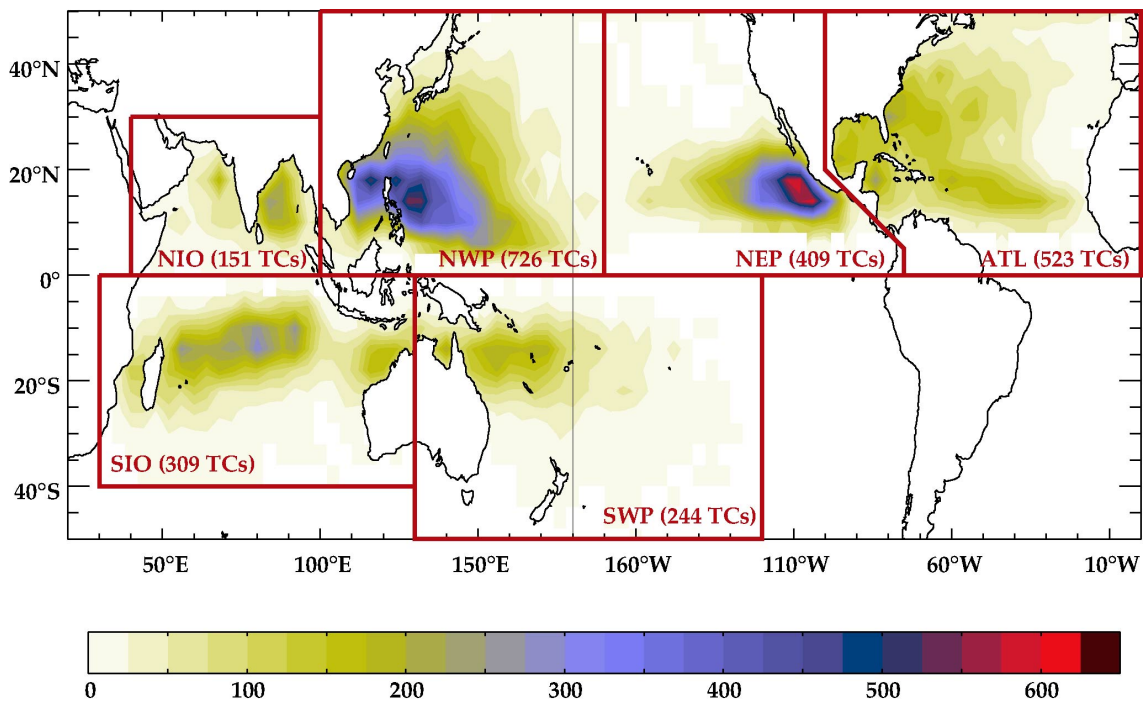 40°N
20°N
0°
20°S
40°S
NIO (151 TCs)
NWP (726 TCs)
NEP (409 TCs)
ATL (523 TCs)
SIO (309 TCs)
SWP (244 TCs)
50°E
100°E
150°E
160°W
110°W
60°W
10°W
0
100
200
300
400
500
600